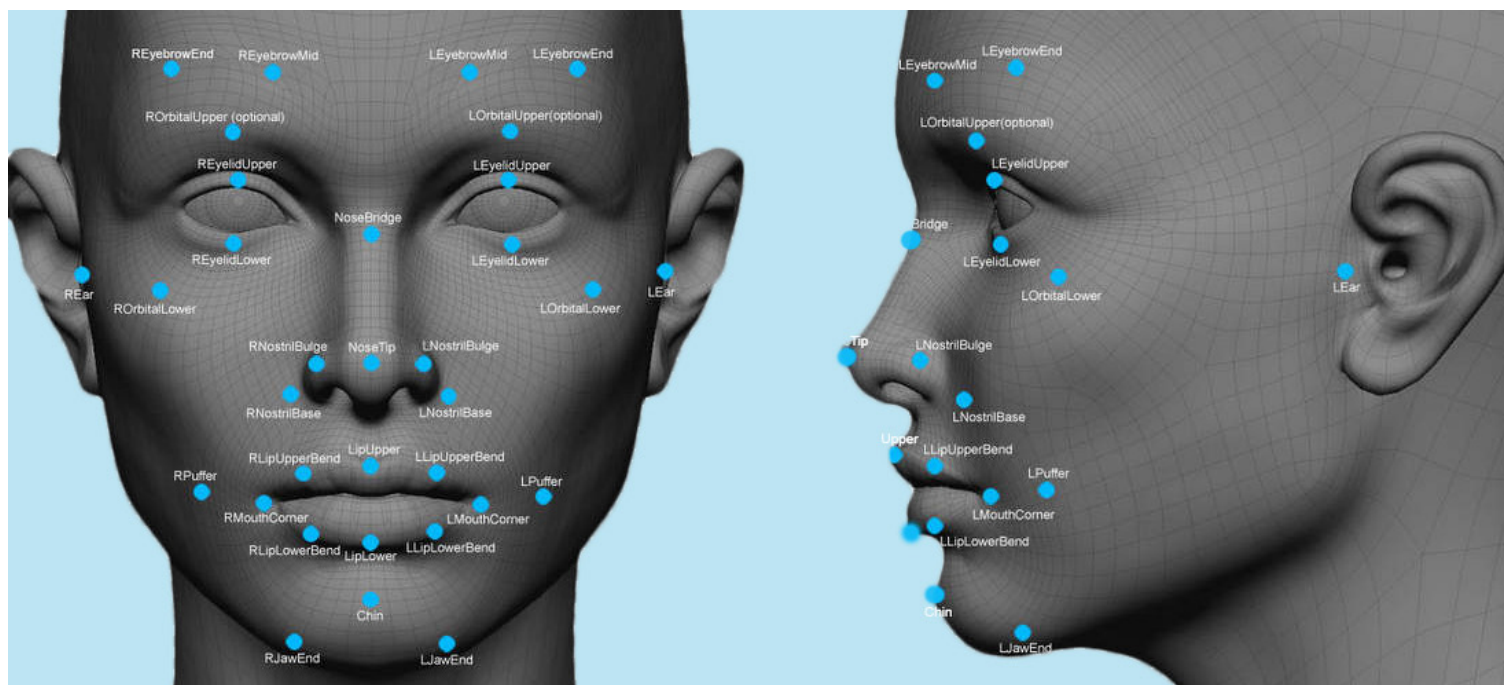 REyebrowEnd
REyebrowMid
LEyebrowMid
LEyebrowEnd
ROrbitalUpper (optional)
LOrbitalUpper(optional)
REyelidUpper
LEyelidUpper
NoseBridge
REyelidLower
LEyelidLower
REar
ROrbitalLower
LOrbitalLower
LEar
RNostrilBulge
NoseTip
LNostrilBulge
RNostrilBase
LNostrilBase
LipUpper
RLipUpperBend
LLipUpperBend
RPuffer
LPuffer
RMouthCorner
LMouthCorner
RLipLowerBend
LipLower
LLipLowerBend
Chin
RJawEnd
LJawEnd
LEyebrowEnd
LEyebrowMid
LOrbitalUpper(optional)
LEyelidUpper
Bridge
LEyelidLower
LOrbitalLower
LEar
Tip
LNostrilBulge
LNostrilBase
Upper
LLipUpperBend
LPuffer
LMouthCorner
LLipLowerBend
Chin
LJawEnd